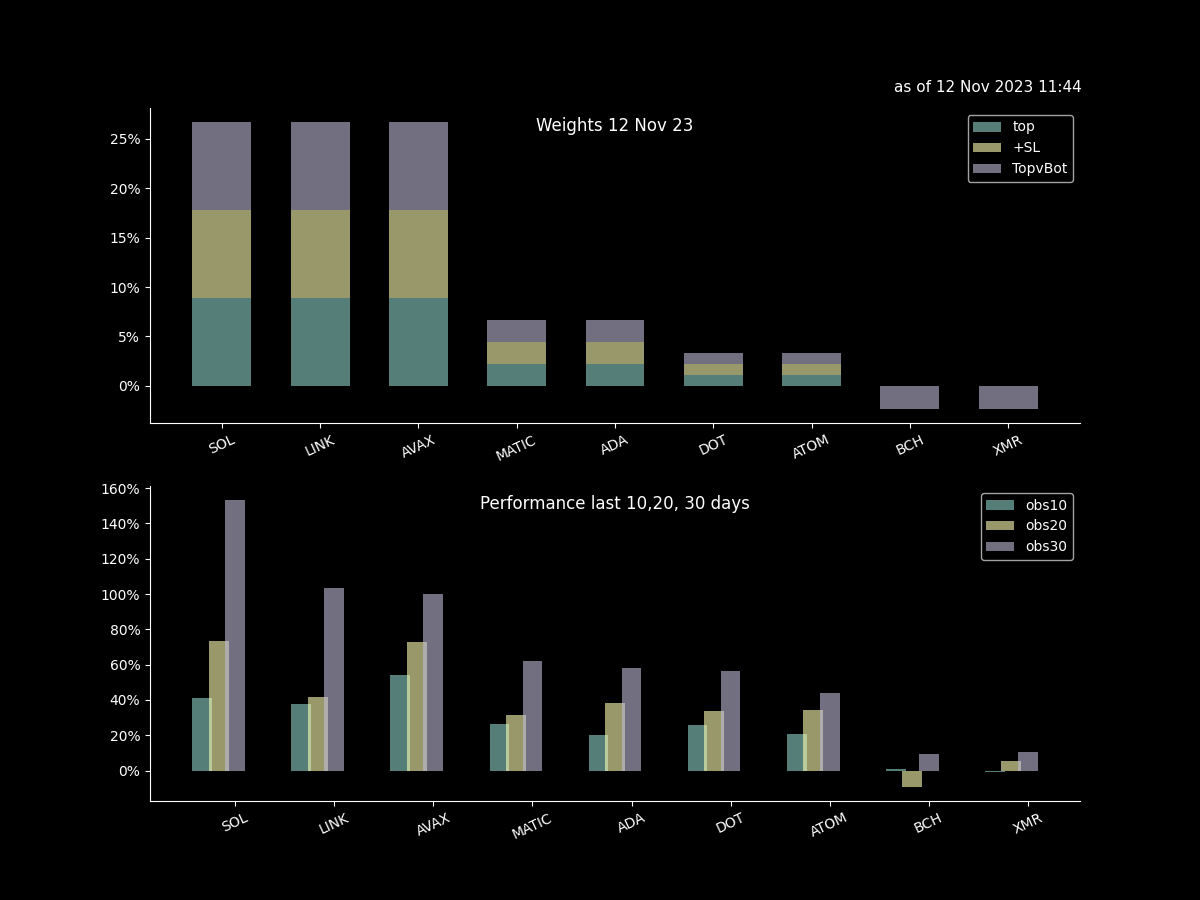 as of 12 Nov 2023 11:44
Weights 12 Nov 23
top
+SL
TopvBot
25%
20%
15%
10%
5%
0%
SOL LINK AVAX MATIC ADA DOT ATOM BCH XMR
Performance last 10,20, 30 days
obs10
obs20
obs30
160%
140%
120%
100%
80%
60%
40%
20%
0%
SOL LINK AVAX MATIC ADA DOT ATOM BCH XMR